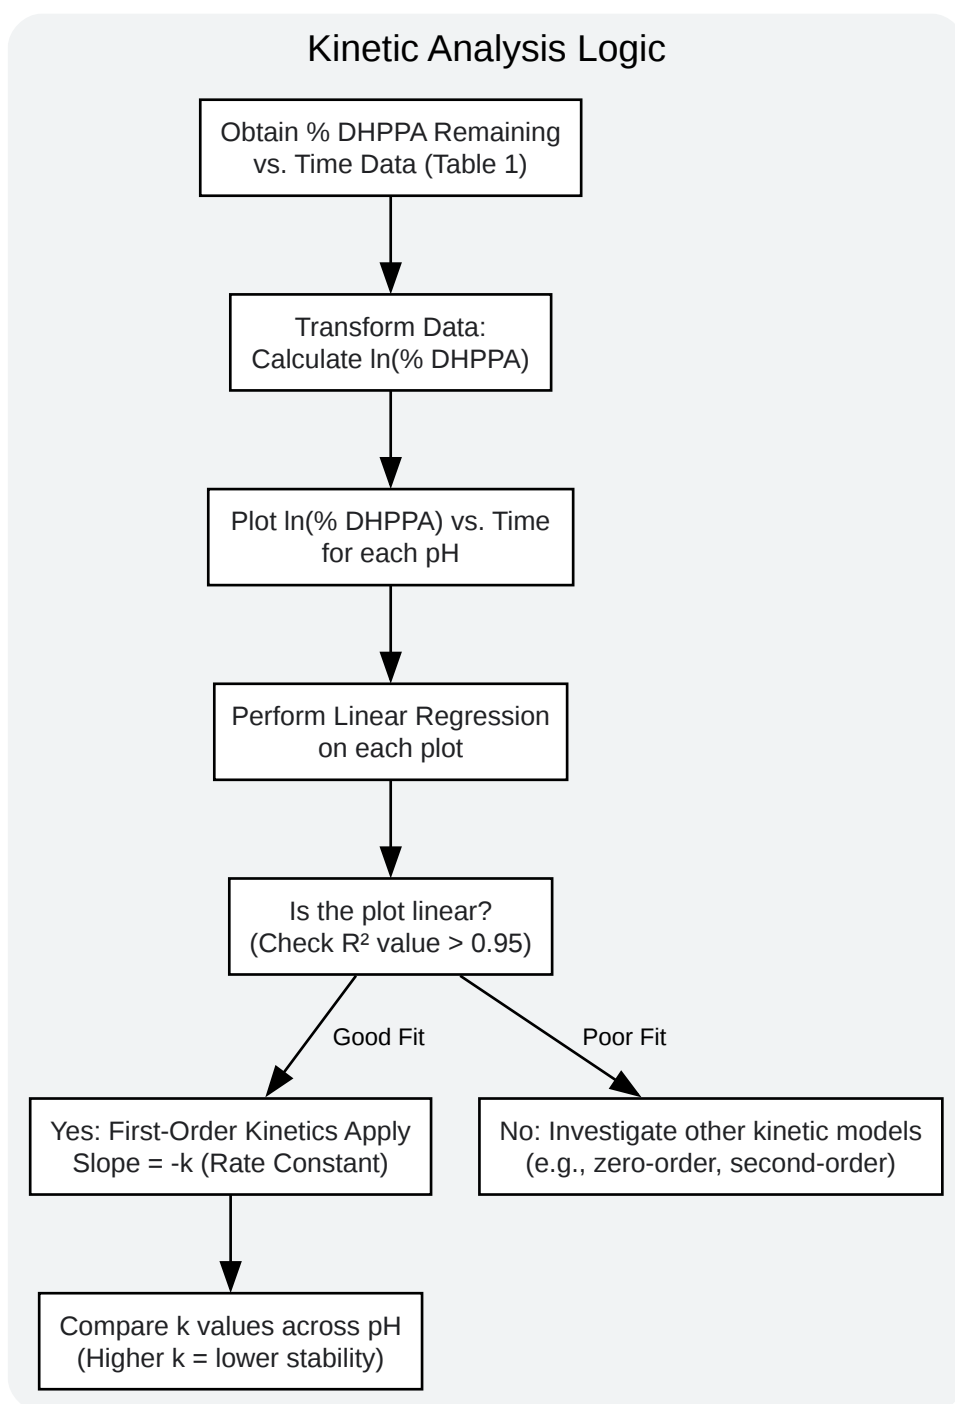 Kinetic Analysis Logic
Obtain % DHPPA Remaining
vs. Time Data (Table 1)
Transform Data:
Calculate ln(% DHPPA)
Plot ln(% DHPPA) vs. Time
for each pH
Perform Linear Regression
on each plot
Is the plot linear?
(Check R² value > 0.95)
Good Fit
Poor Fit
Yes: First-Order Kinetics Apply
Slope = -k (Rate Constant)
No: Investigate other kinetic models
(e.g., zero-order, second-order)
Compare k values across pH
(Higher k = lower stability)